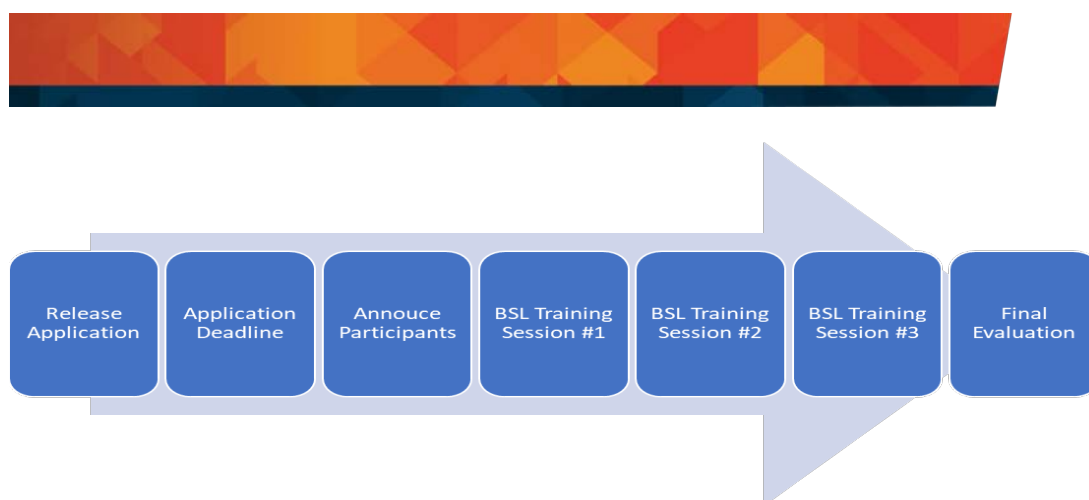 Release
Application
Application
Deadline
Annouce
Participants
BSL Training
Session #1
BSL Training
Session #2
BSL Training
Session #3
Final
Evaluation